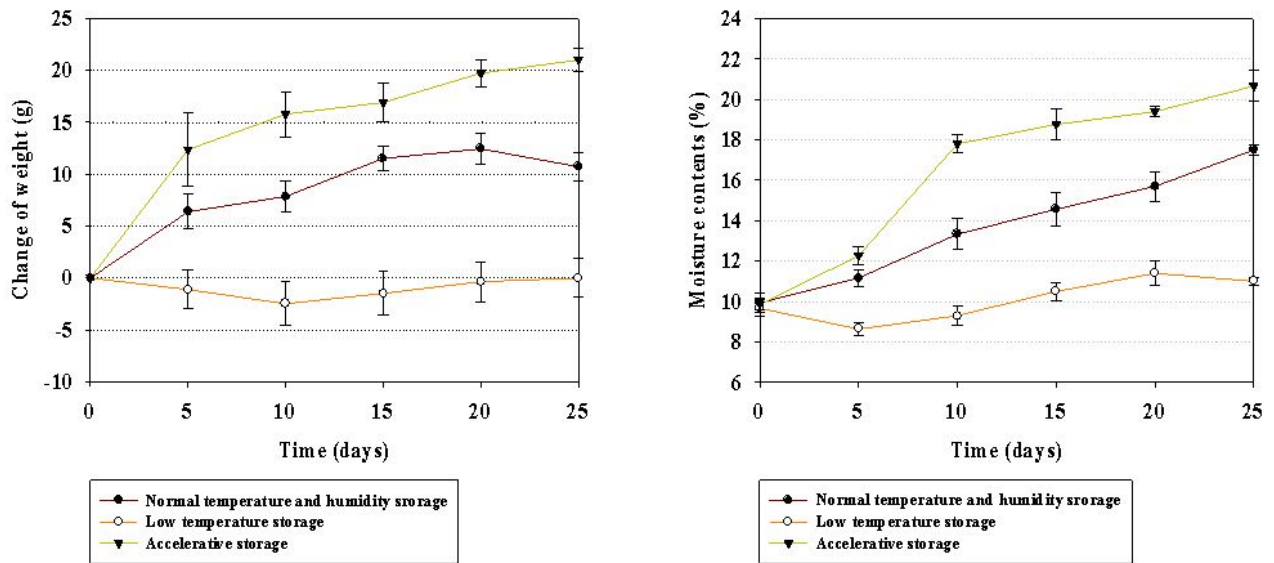 25
20
15
10
5
0
-5
-10
Change of weight (g)
0 5 10 15 20 25
Time (days)
Normal temperature and humidity srorage
Low temperature storage
Accelerative storage
24
22
20
18
16
14
12
10
8
6
Moisture contents (%)
0 5 10 15 20 25
Time (days)
Normal temperature and humidity srorage
Low temperature storage
Accelerative storage